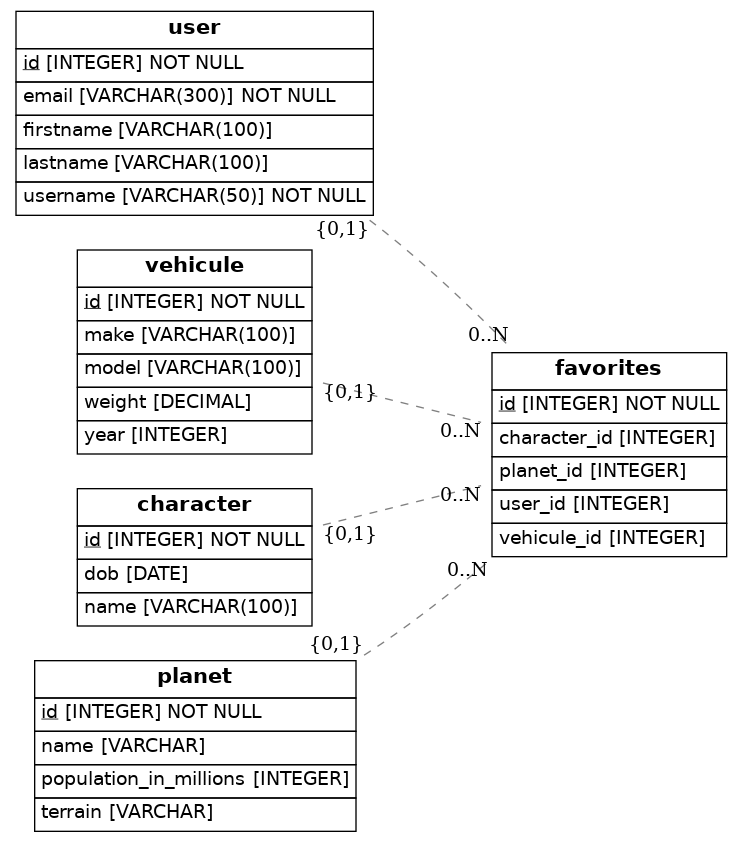 user
id [INTEGER] NOT NULL
email [VARCHAR(300)] NOT NULL
firstname [VARCHAR(100)]
lastname [VARCHAR(100)]
username [VARCHAR(50)] NOT NULL
{0,1}
0..N
vehicule
id [INTEGER] NOT NULL
make [VARCHAR(100)]
model [VARCHAR(100)]
weight [DECIMAL]
year [INTEGER]
{0,1}
0..N
character
id [INTEGER] NOT NULL
dob [DATE]
name [VARCHAR(100)]
{0,1}
0..N
planet
id [INTEGER] NOT NULL
name [VARCHAR]
population_in_millions [INTEGER]
terrain [VARCHAR]
{0,1}
0..N
favorites
id [INTEGER] NOT NULL
character_id [INTEGER]
planet_id [INTEGER]
user_id [INTEGER]
vehicule_id [INTEGER]